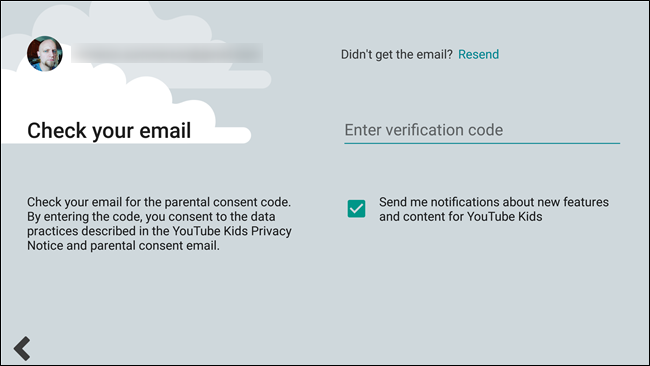 Didn't get the email? Resend
Check your email
Enter verification code
Check your email for the parental consent code.
By entering the code, you consent to the data
practices described in the YouTube Kids Privacy
Notice and parental consent email.
Send me notifications about new features
and content for YouTube Kids